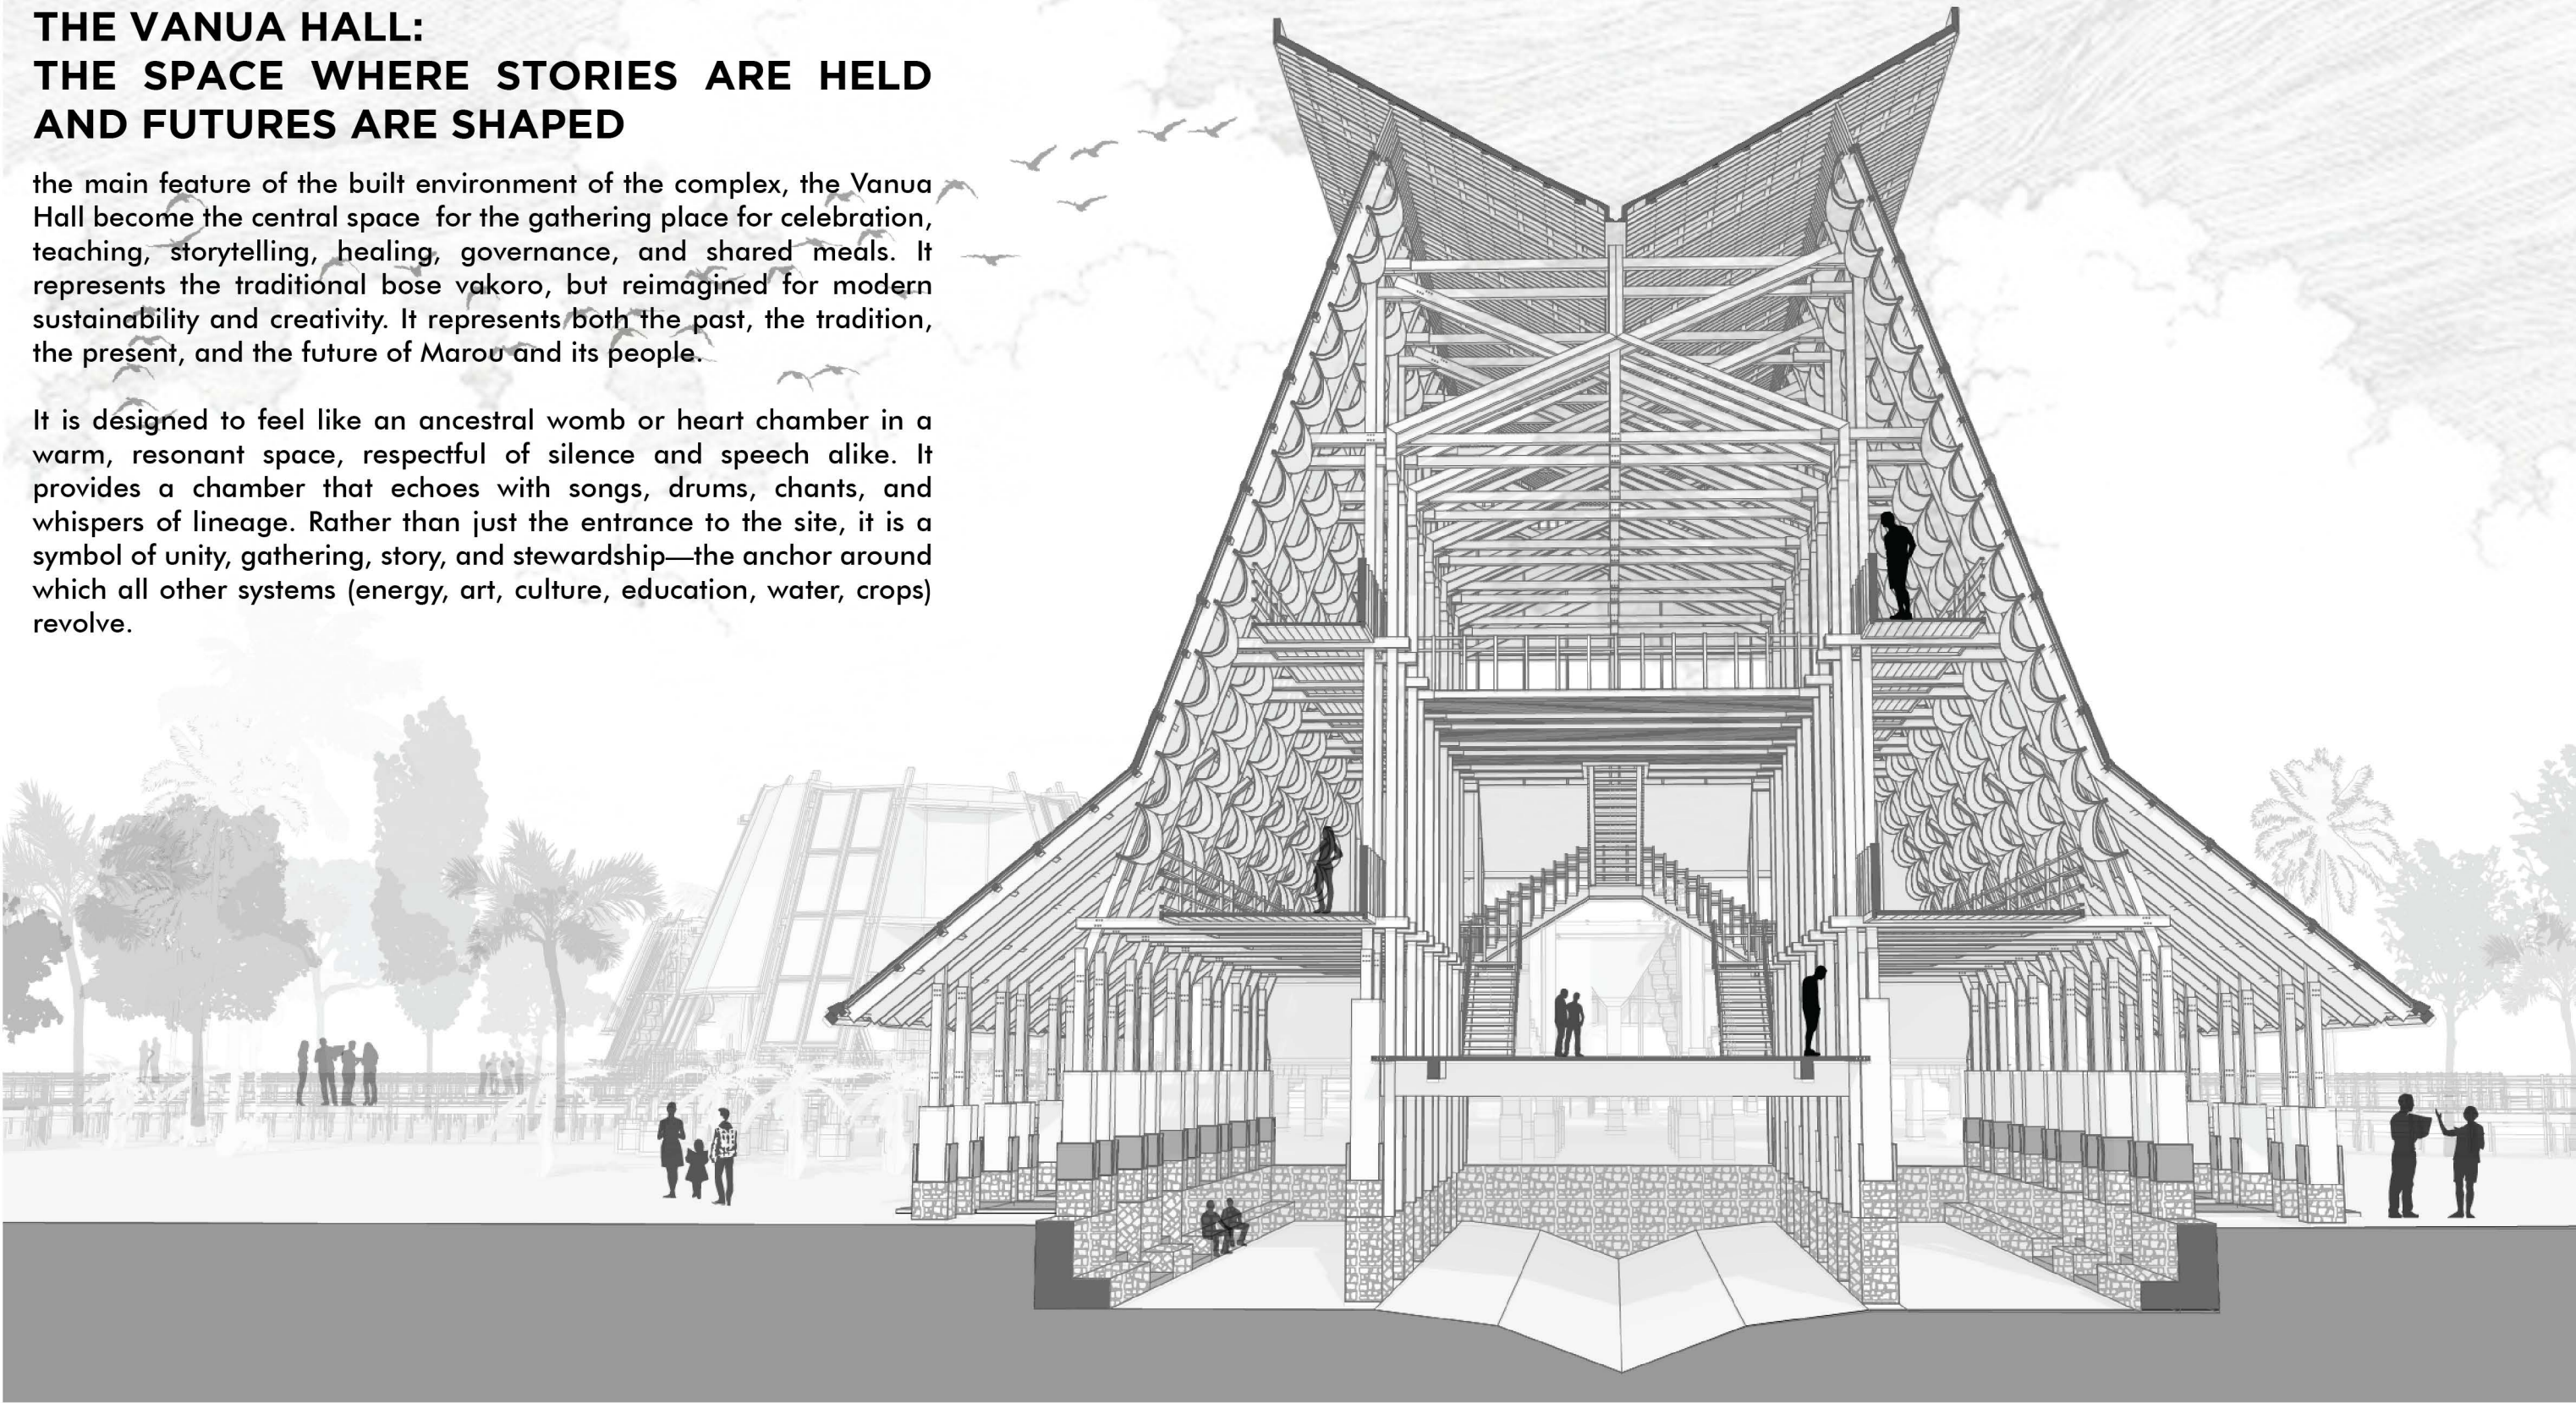 THE VANUA HALL:
THE SPACE WHERE STORIES ARE HELD
AND FUTURES ARE SHAPED
the main feature of the built environment of the complex, the Vanua
Hall become the central space for the gathering place for celebration,
teaching, storytelling, healing, governance, and shared meals. It
represents the traditional bose vakoro, but reimagined for modern
sustainability and creativity. It represents both the past, the tradition,
the present, and the future of Marou and its people.
It is designed to feel like an ancestral womb or heart chamber in a
warm, resonant space, respectful of silence and speech alike. It
provides a chamber that echoes with songs, drums, chants, and
whispers of lineage. Rather than just the entrance to the site, it is a
symbol of unity, gathering, story, and stewardship—the anchor around
which all other systems (energy, art, culture, education, water, crops)
revolve.